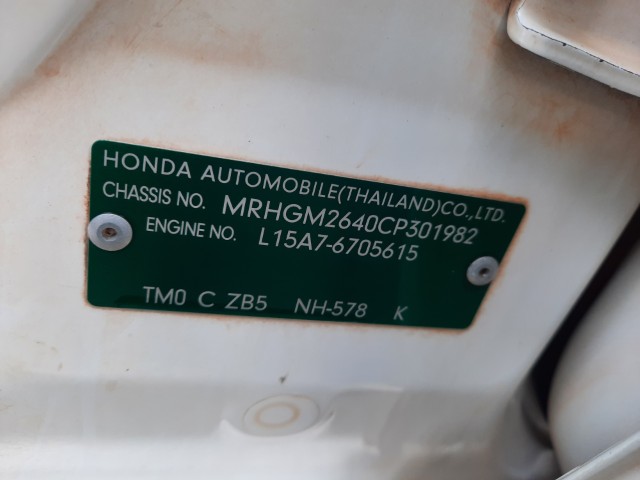 HONDA AUTOMOBILE(THAILAND)CO.,LTD.
CHASSIS NO. MRHGM2640CP301982
ENGINE NO. L15A7-6705615
TM0 C ZB5 NH-578 K